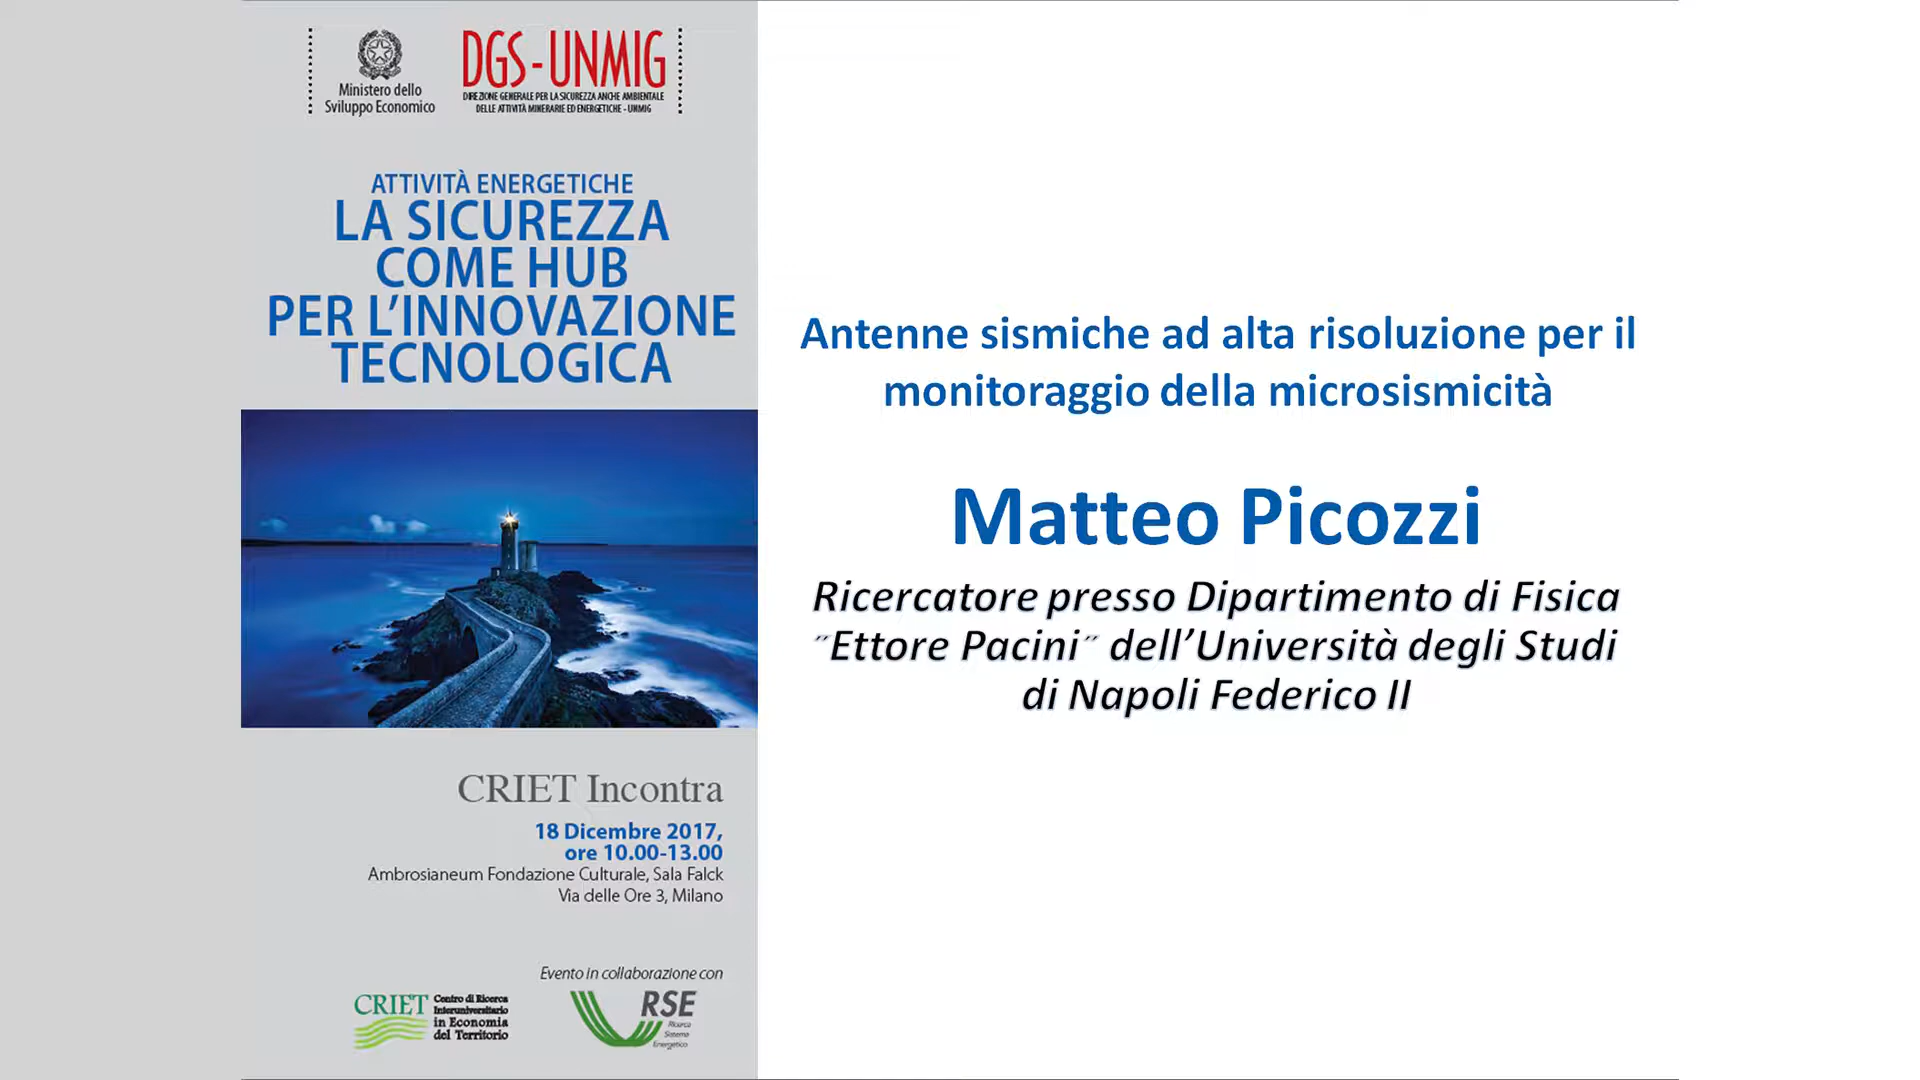 Ministero dello
Sviluppo Economico
DGS-UNMIG
DIREZIONE GENERALE PER LA SICUREZZA ANCHE AMBIENTALE
DELLE ATTIVITÀ MINERARIE ED ENERGETICHE - UNMIG
ATTIVITÀ ENERGETICHE
LA SICUREZZA
COME HUB
PER L'INNOVAZIONE
TECNOLOGICA
CRIET Incontra
18 Dicembre 2017,
ore 10.00-13.00
Ambrosianeum Fondazione Culturale, Sala Falck
Via delle Ore 3, Milano
Evento in collaborazione con
CRIET
Centro di Ricerca
Interuniversitario
in Economia
del Territorio
RSE
Ricerca
Sistema
Energetico
Antenne sismiche ad alta risoluzione per il
monitoraggio della microsismicità
Matteo Picozzi
Ricercatore presso Dipartimento di Fisica
"Ettore Pacini" dell'Università degli Studi
di Napoli Federico II